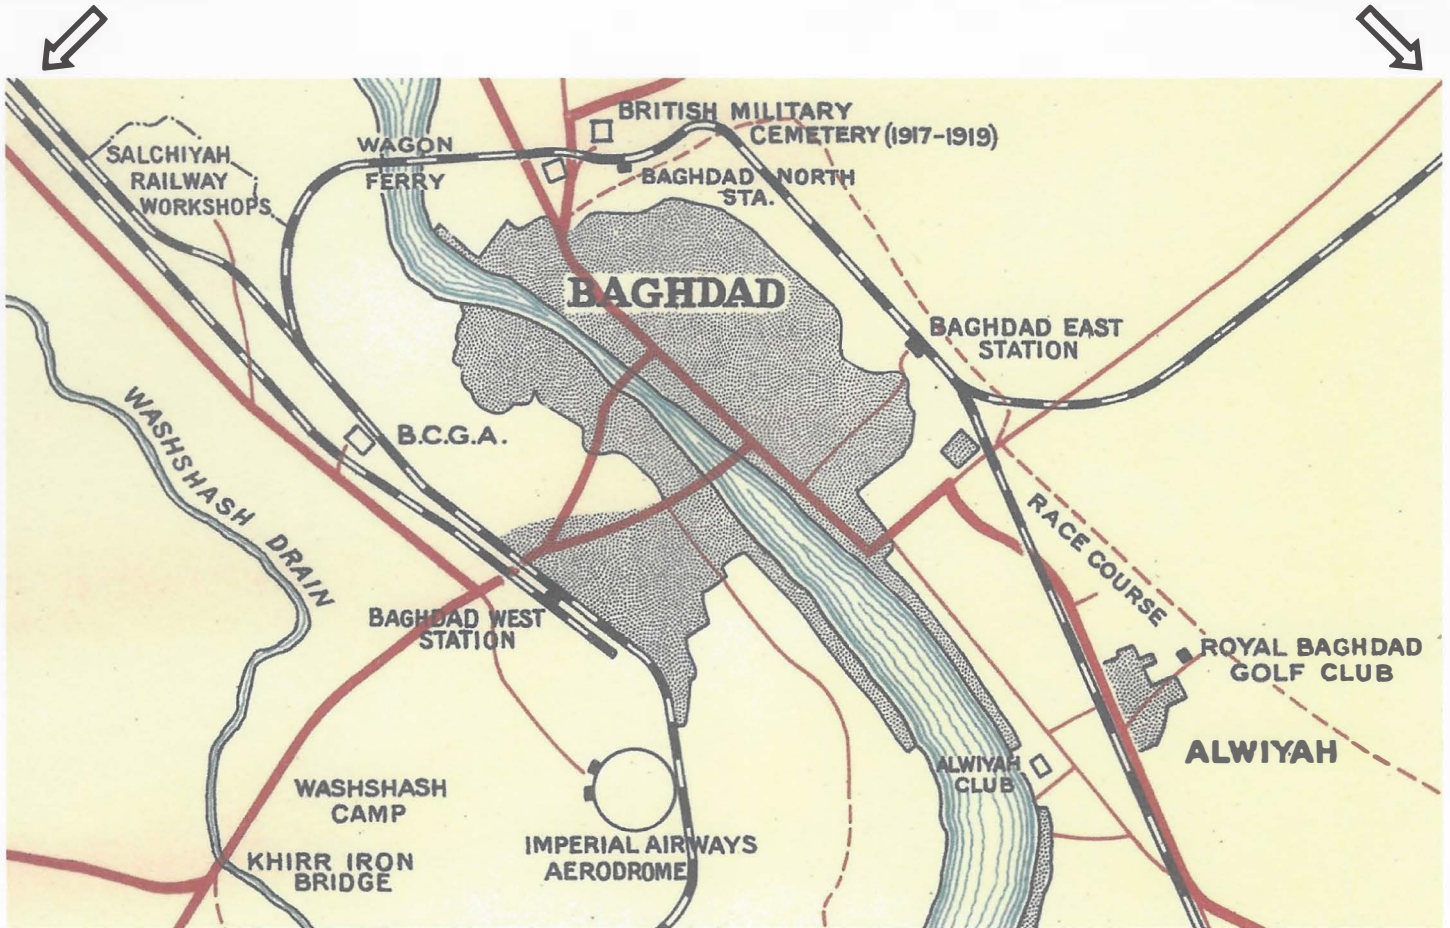 BRITISH MILITARY
CEMETERY (1917-1919)
WAGON
FERRY
SALCHIYAH
RAILWAY
WORKSHOPS
BAGHDAD NORTH
STA.
BAGHDAD
BAGHDAD EAST
STATION
WASHSHASH DRAIN
B.C.G.A.
RACE COURSE
BAGHDAD WEST
STATION
ROYAL BAGHDAD
GOLF CLUB
ALWIYAH
ALWIYAH
CLUB
WASHSHASH
CAMP
IMPERIAL AIRWAYS
AERODROME
KHIRR IRON
BRIDGE